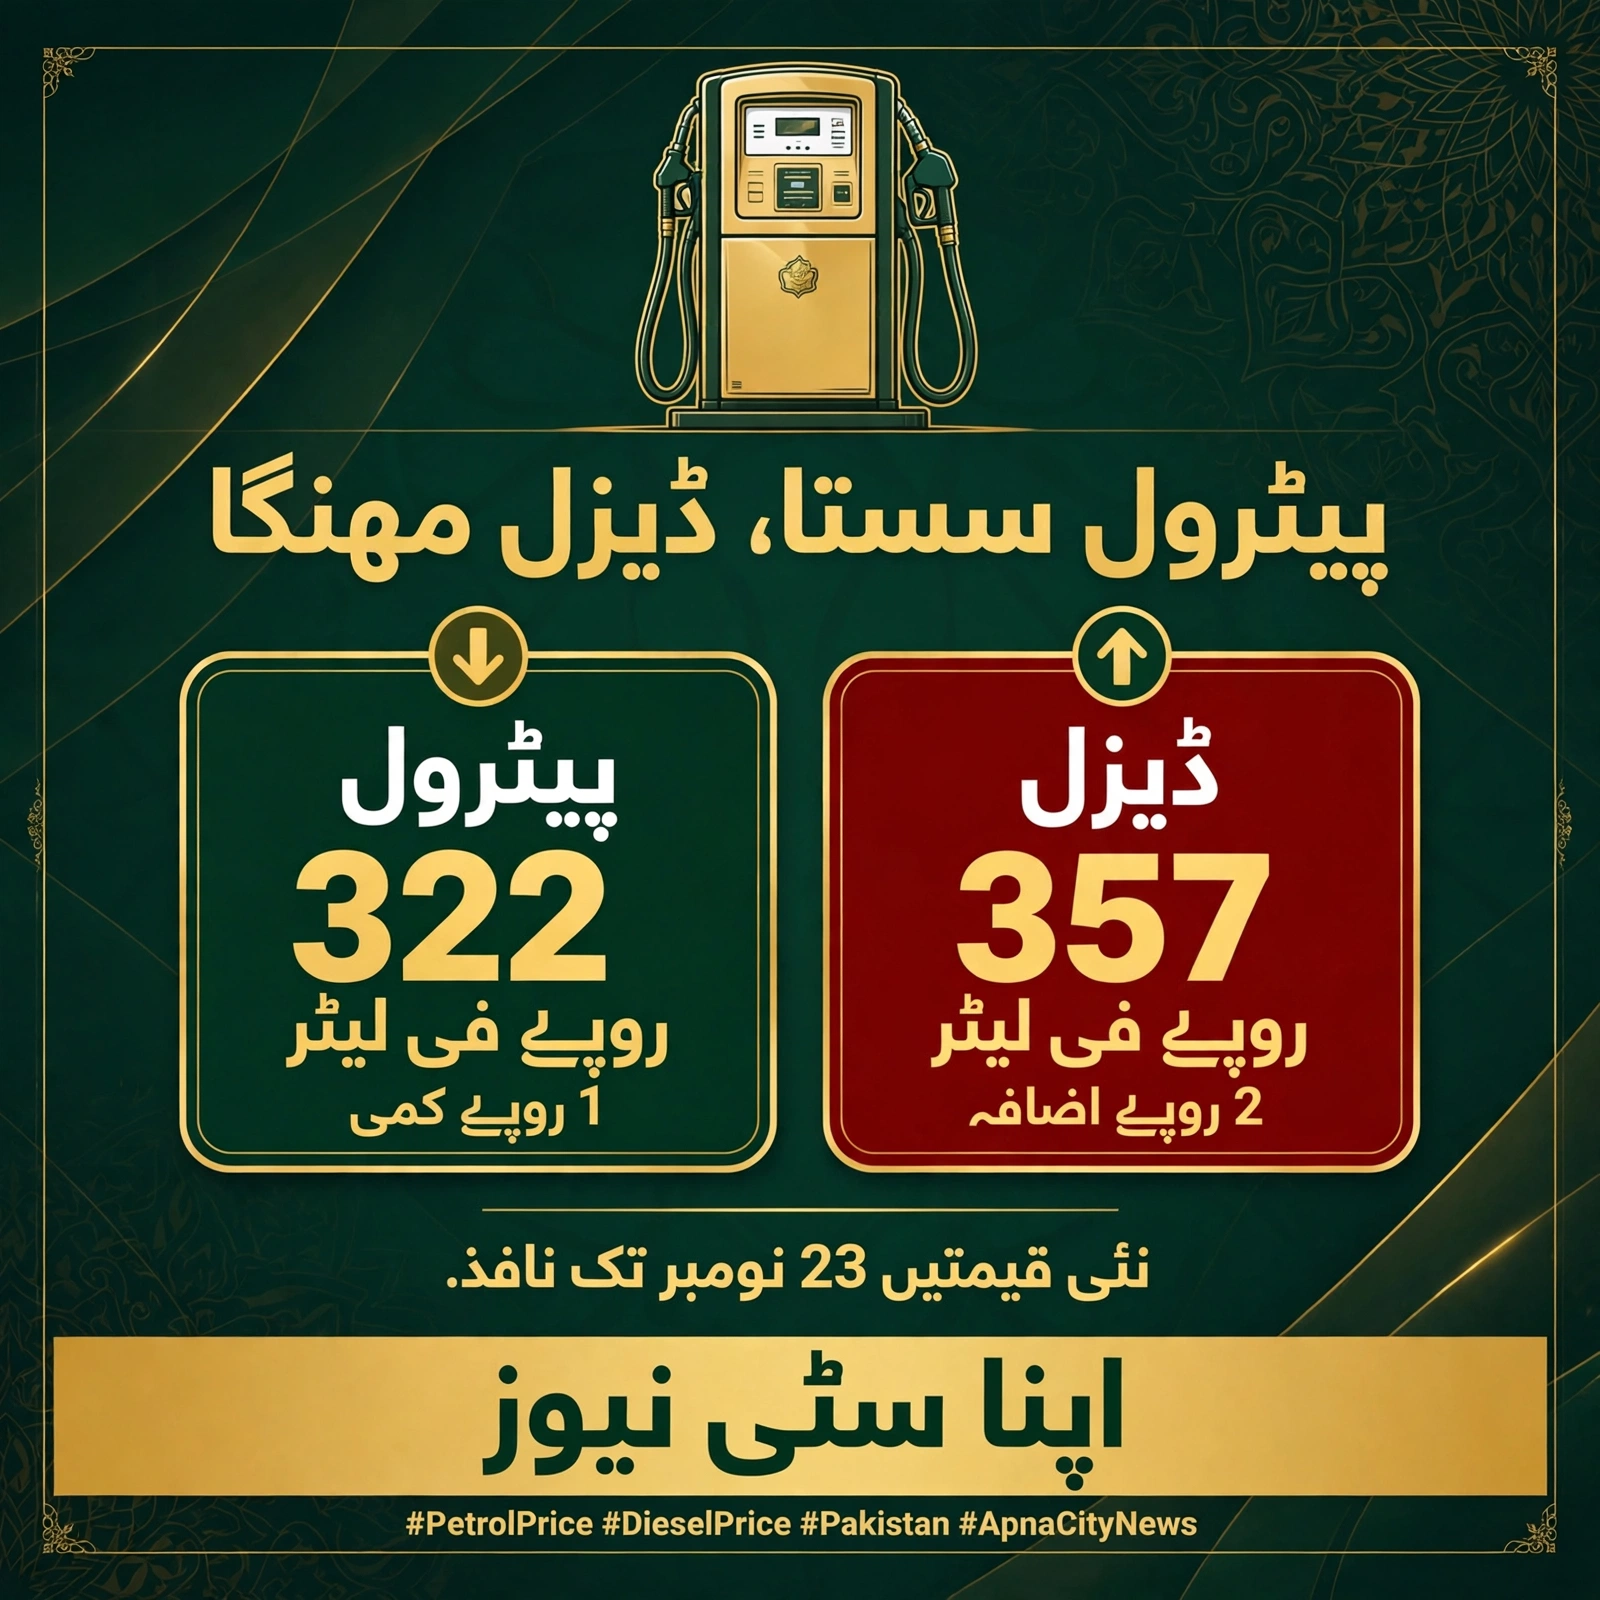 پیٹرول سستا، ڈیزل مہنگا
ڈیزل
357
روپے فی لیٹر
2 روپے اضافہ
پیٹرول
322
روپے فی لیٹر
1 روپے کمی
نئی قیمتیں 23 نومبر تک نافذ.
اپنا سٹی نیوز
#PetrolPrice #DieselPrice #Pakistan #ApnaCityNews